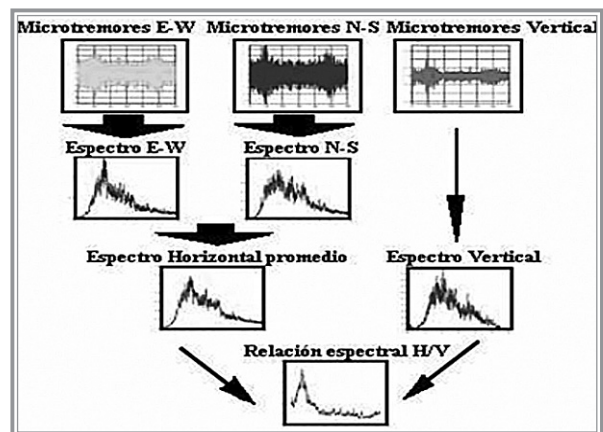 Microtremores E-W Microtremores N-S Microtremores Vertical
Espectro E-W Espectro N-S
Espectro Horizontal promedio Espectro Vertical
Relación espectral H/V